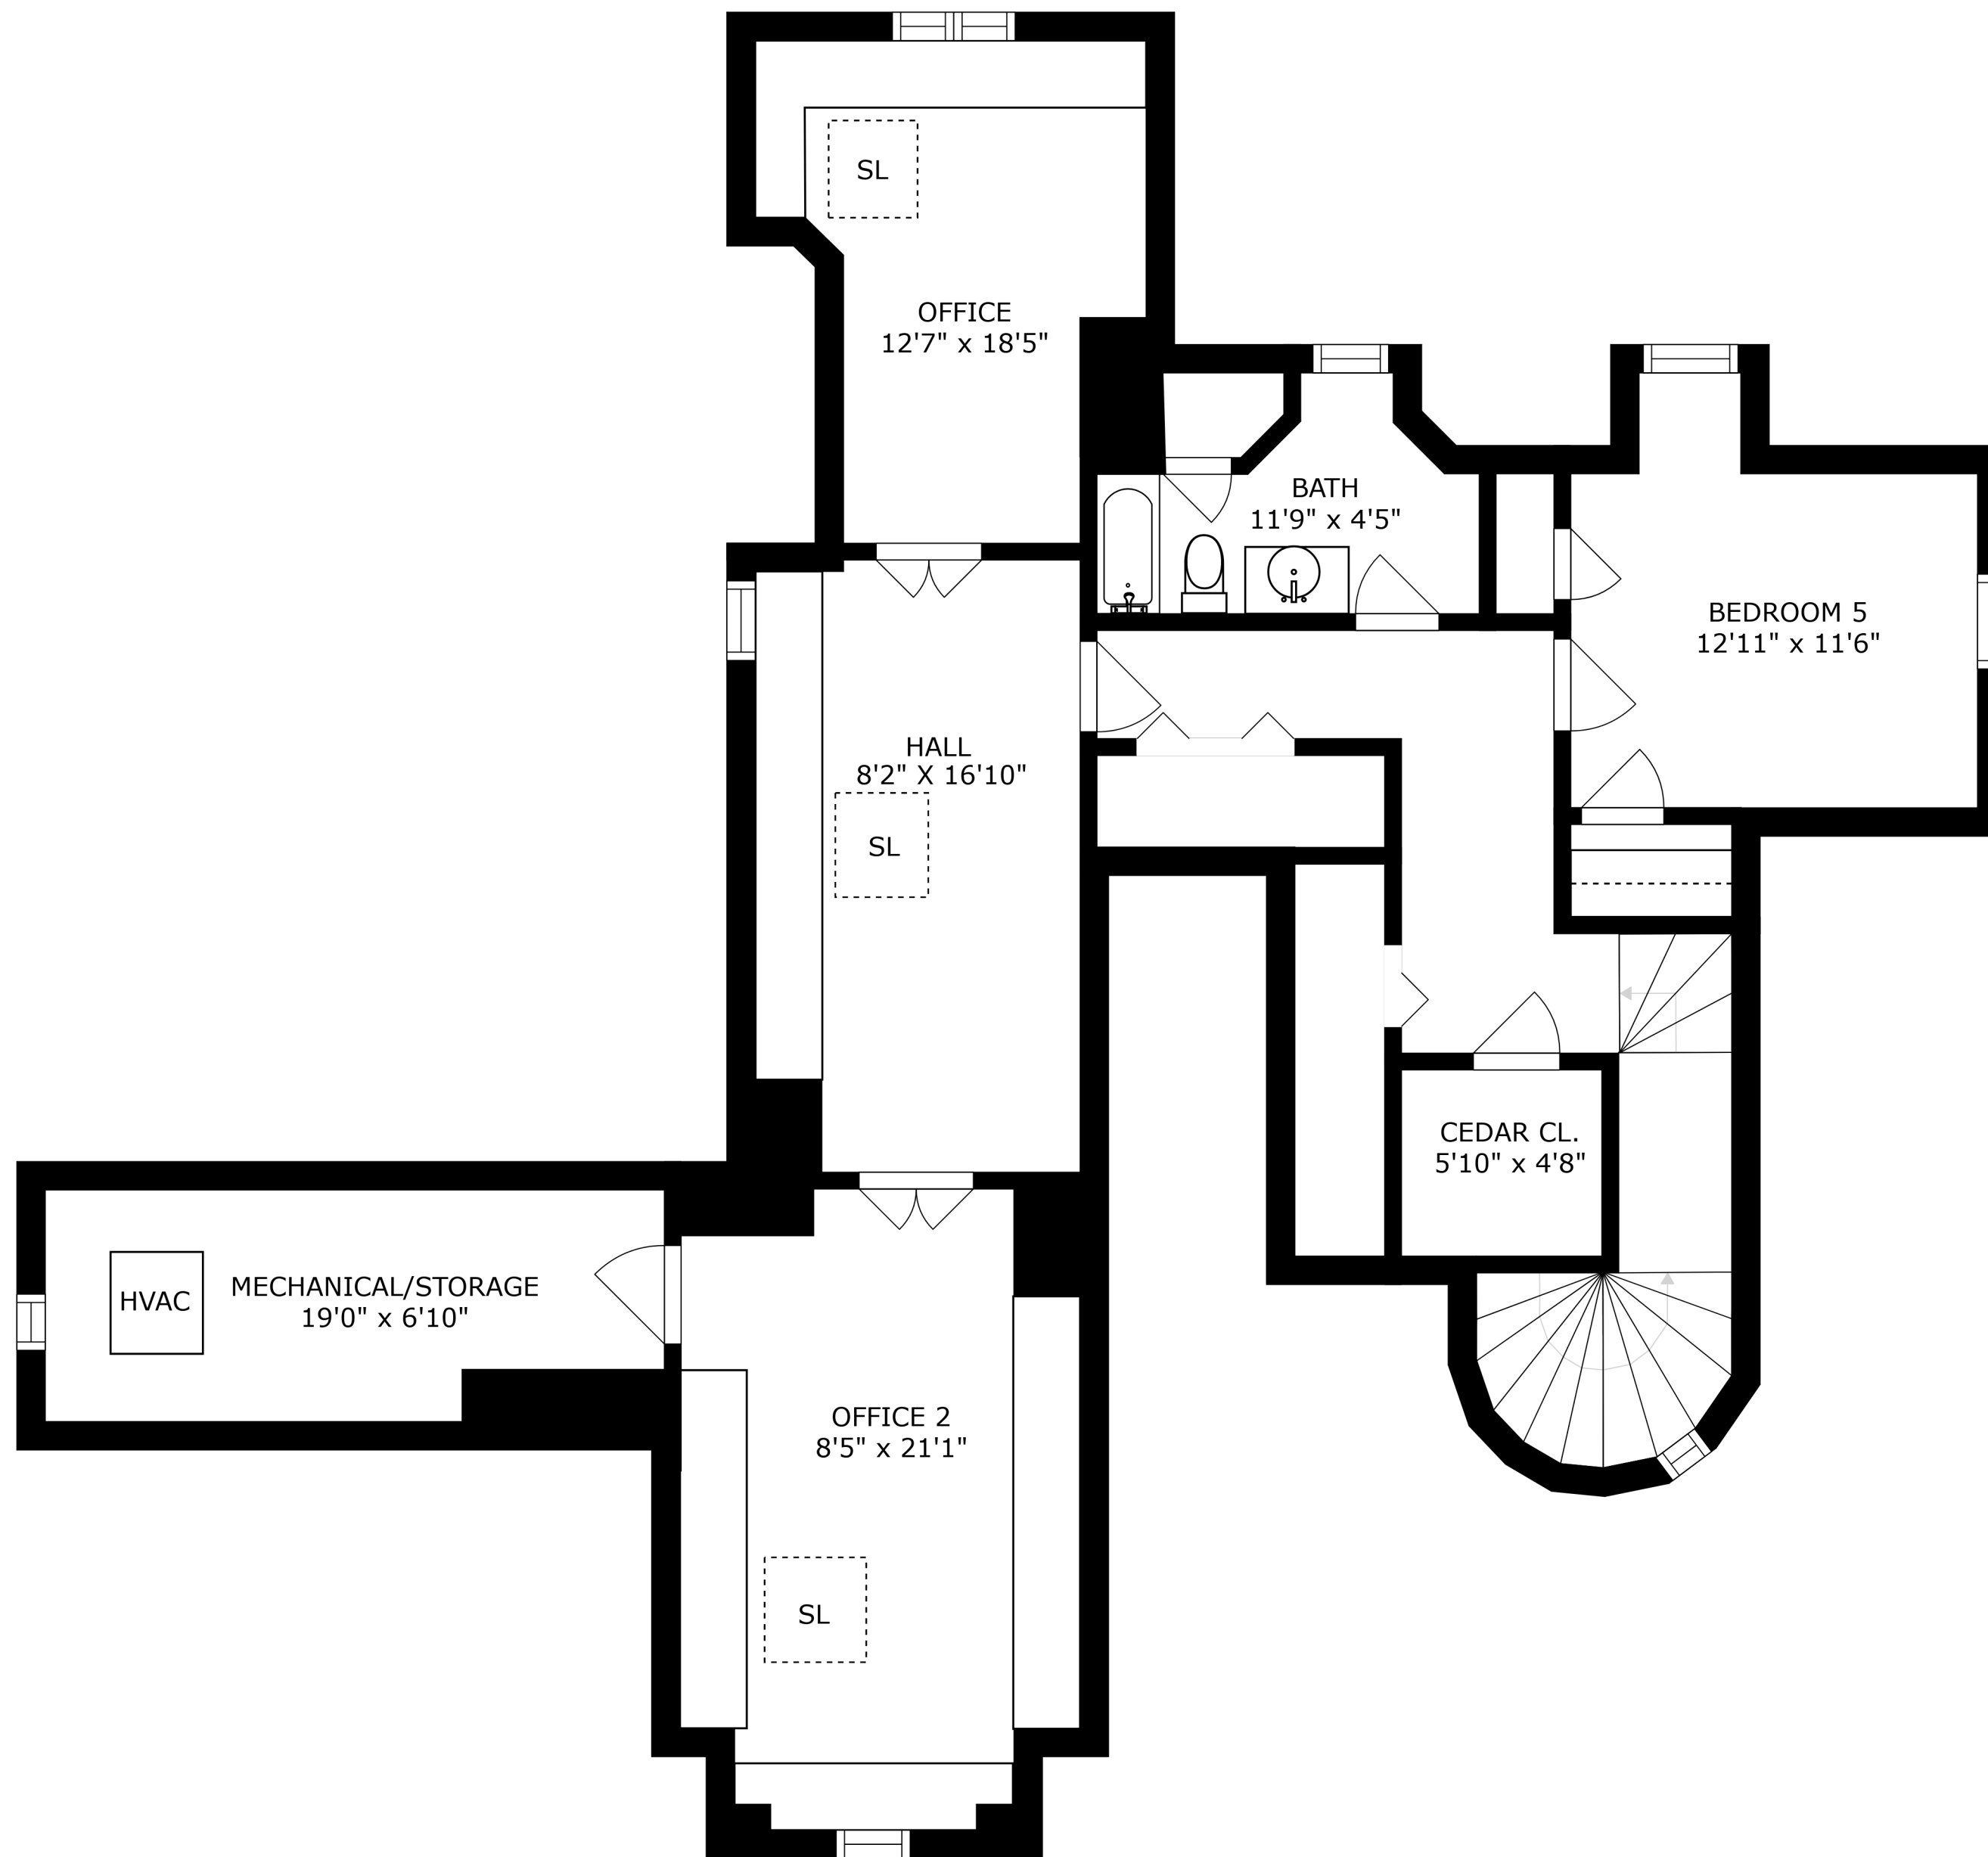 SL
OFFICE
12'7" x 18'5"
BATH
11'9" x 4'5"
BEDROOM 5
12'11" x 11'6"
HALL
8'2" X 16'10"
SL
CEDAR CL.
5'10" x 4'8"
HVAC
MECHANICAL/STORAGE
19'0" x 6'10"
OFFICE 2
8'5" x 21'1"
SL